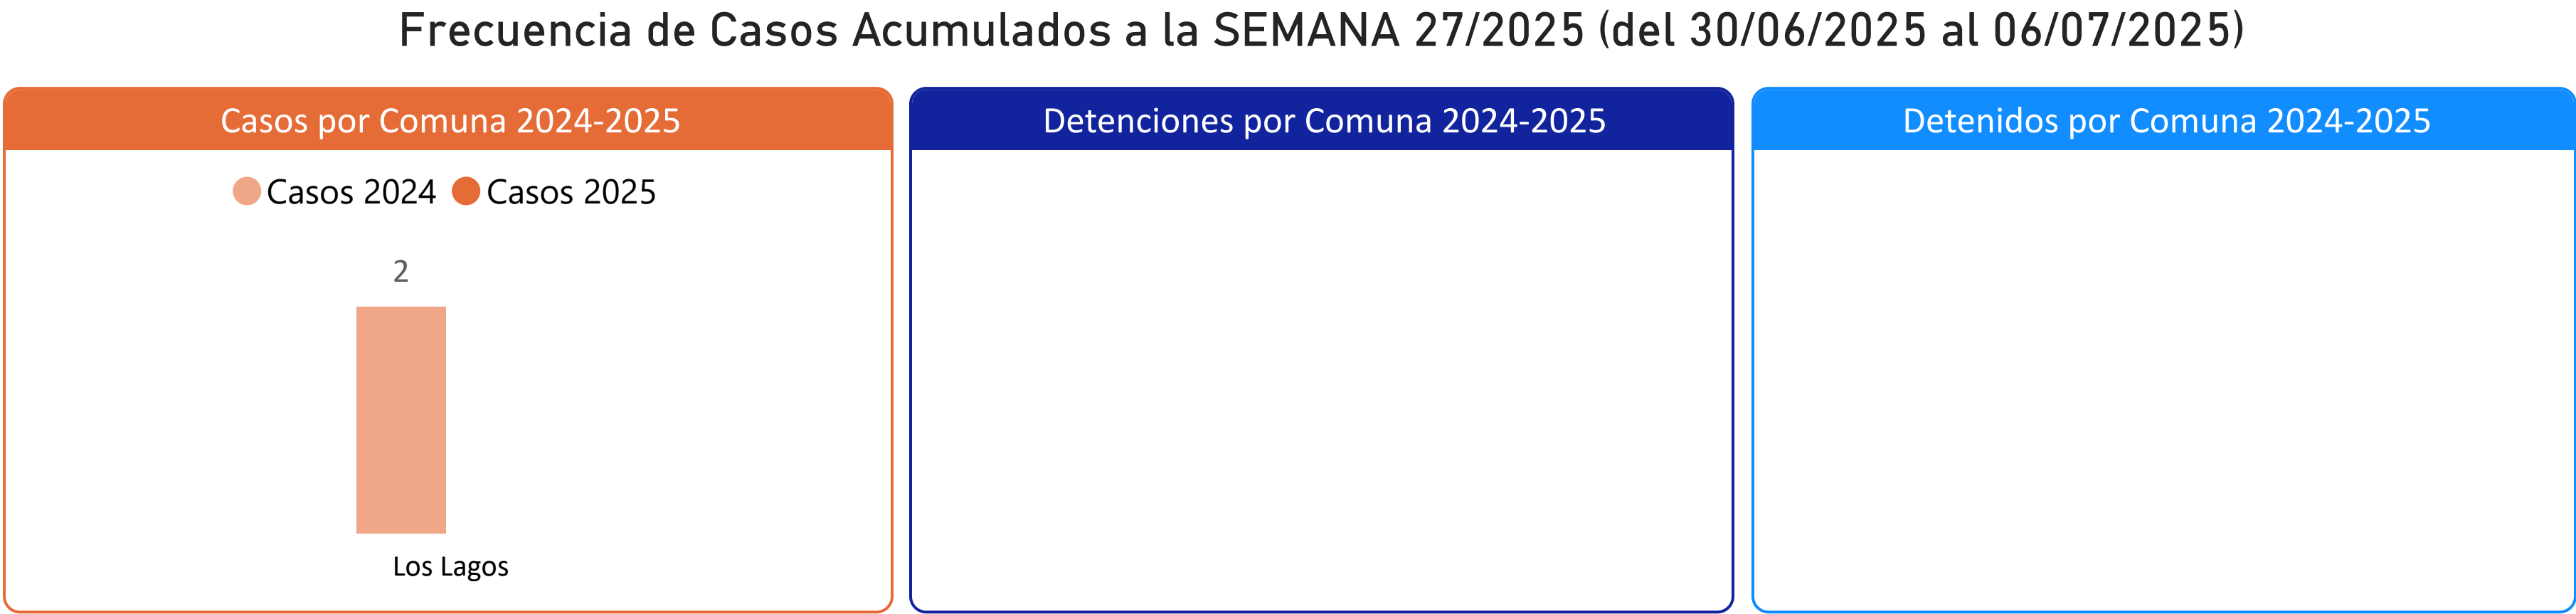 Frecuencia de Casos Acumulados a la SEMANA 27/2025 (del 30/06/2025 al 06/07/2025)
Casos por Comuna 2024-2025
Casos 2024 Casos 2025
2
Los Lagos
Detenciones por Comuna 2024-2025
Detenidos por Comuna 2024-2025